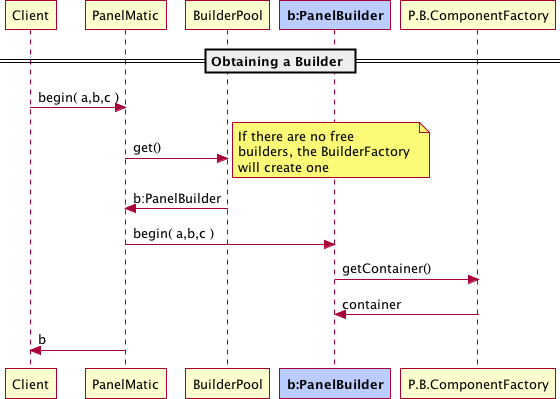 Client
PanelMatic
BuilderPool
b:PanelBuilder
P.B.ComponentFactory
Obtaining a Builder
begin( a,b,c )
If there are no free
builders, the BuilderFactory
will create one
get()
b:PanelBuilder
begin( a,b,c )
getContainer()
container
b
Client
PanelMatic
BuilderPool
b:PanelBuilder
P.B.ComponentFactory